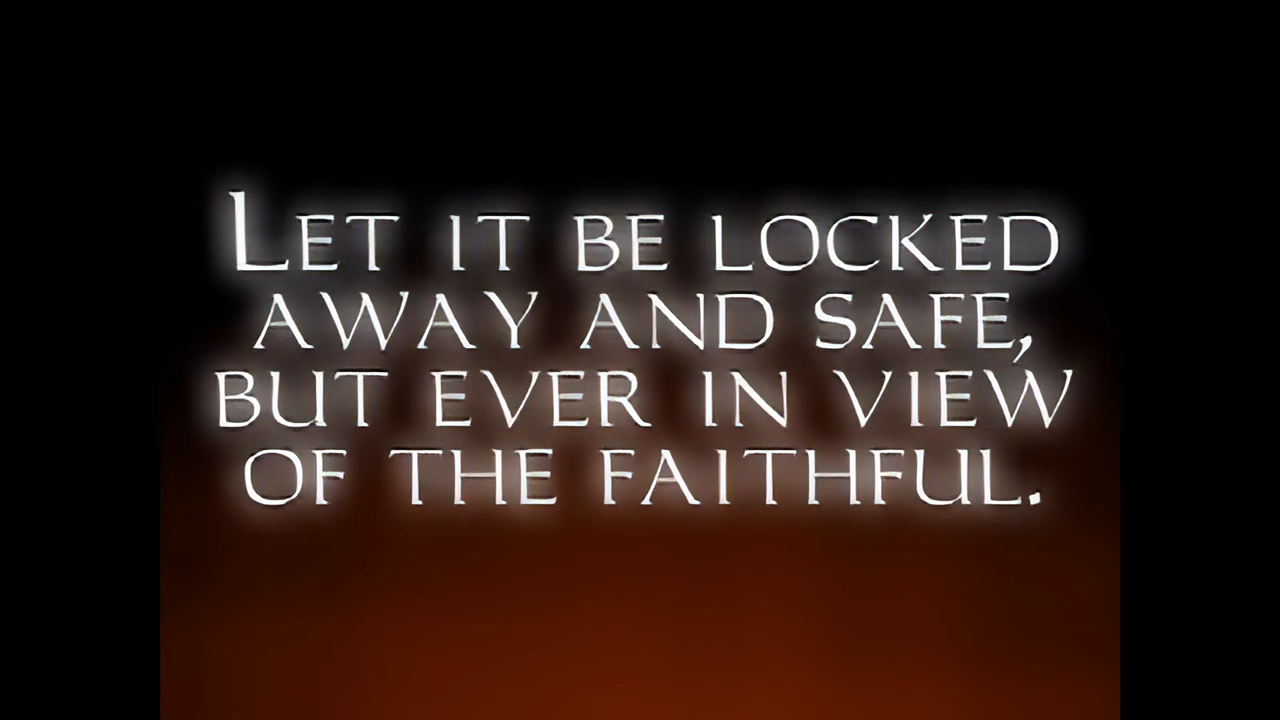 Let it be locked
away and safe,
but ever in view
of the faithful.